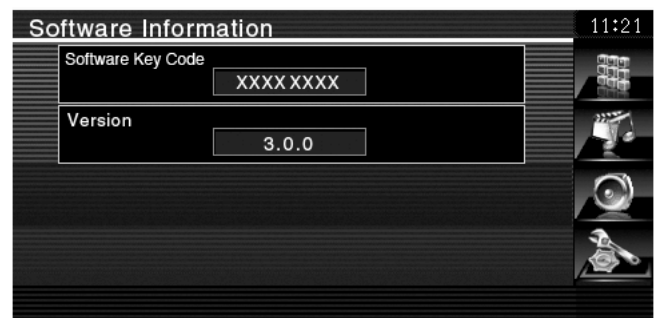 Software Information
11:21
Software Key Code
XXXX XXXX
Version
3.0.0